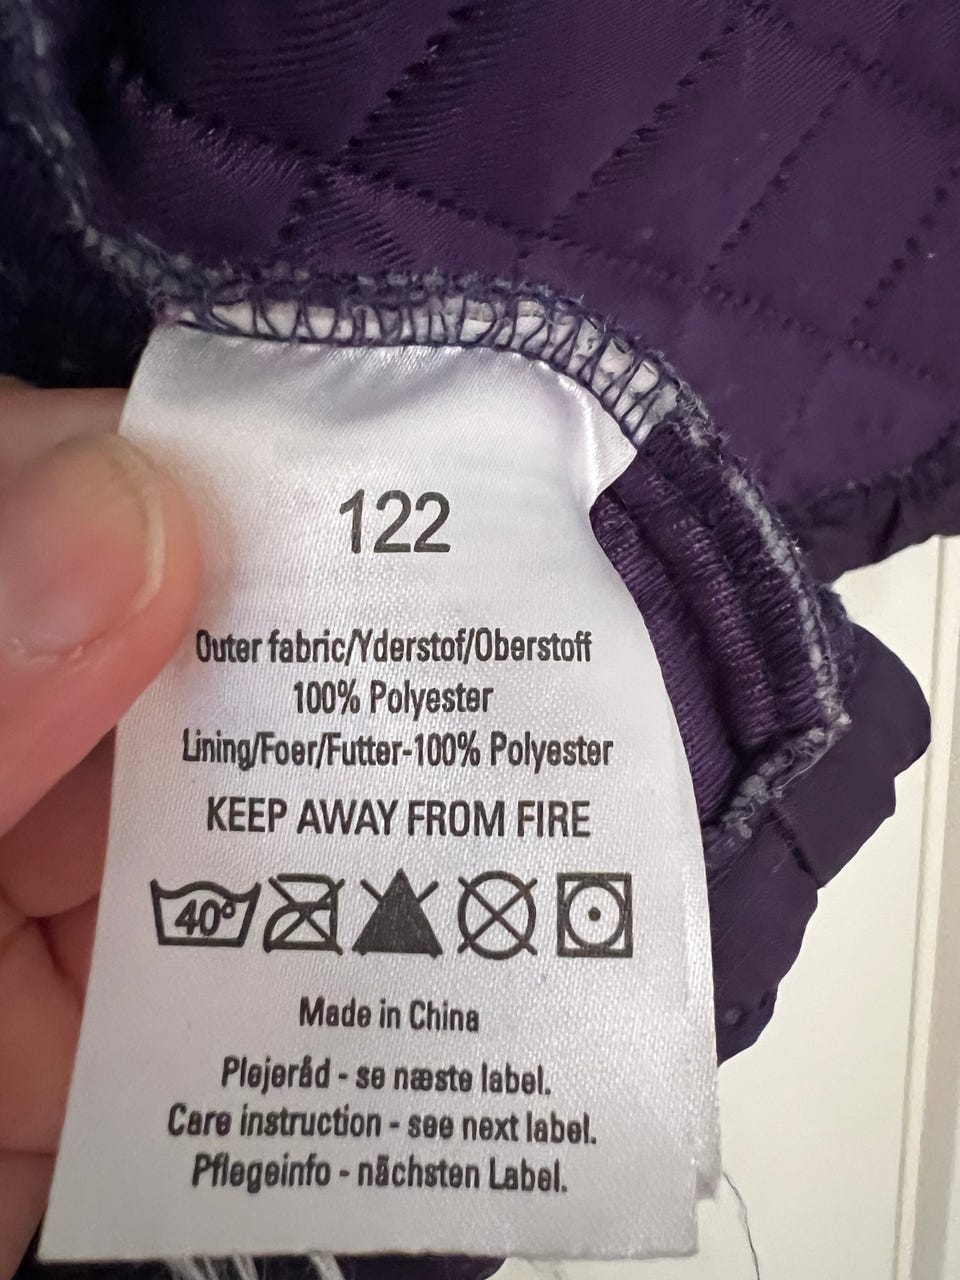 122
Outer fabric/Yderstof/Oberstoff
100% Polyester
Lining/Foer/Futter-100% Polyester
KEEP AWAY FROM FIRE
40°
Made in China
Plejeråd - se næste label.
Care instruction - see next label.
Pflegeinfo - nächsten Label.